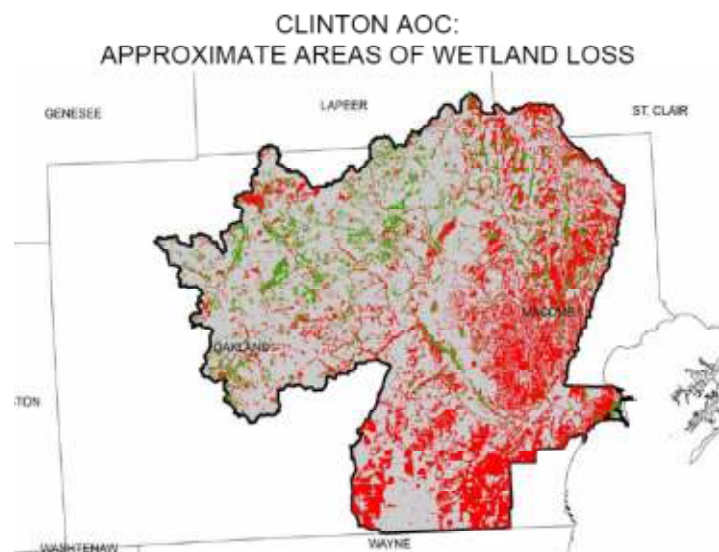 CLINTON AOC:
APPROXIMATE AREAS OF WETLAND LOSS
GENESEE
LAPEER
ST. CLAIR
MACOMB
OAKLAND
TON
WASHTENAW
WAYNE